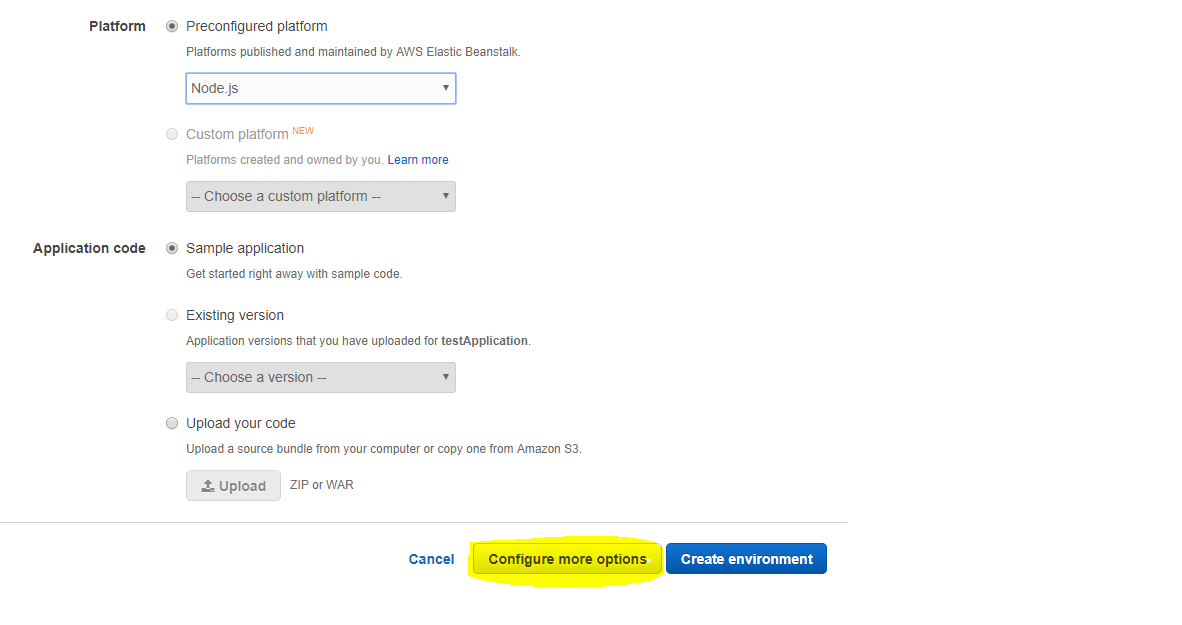 Platform
Preconfigured platform
Platforms published and maintained by AWS Elastic Beanstalk.
Node.js
Custom platform NEW
Platforms created and owned by you. Learn more
-- Choose a custom platform --
Application code
Sample application
Get started right away with sample code.
Existing version
Application versions that you have uploaded for testApplication.
-- Choose a version --
Upload your code
Upload a source bundle from your computer or copy one from Amazon S3.
Upload ZIP or WAR
Cancel Configure more options Create environment